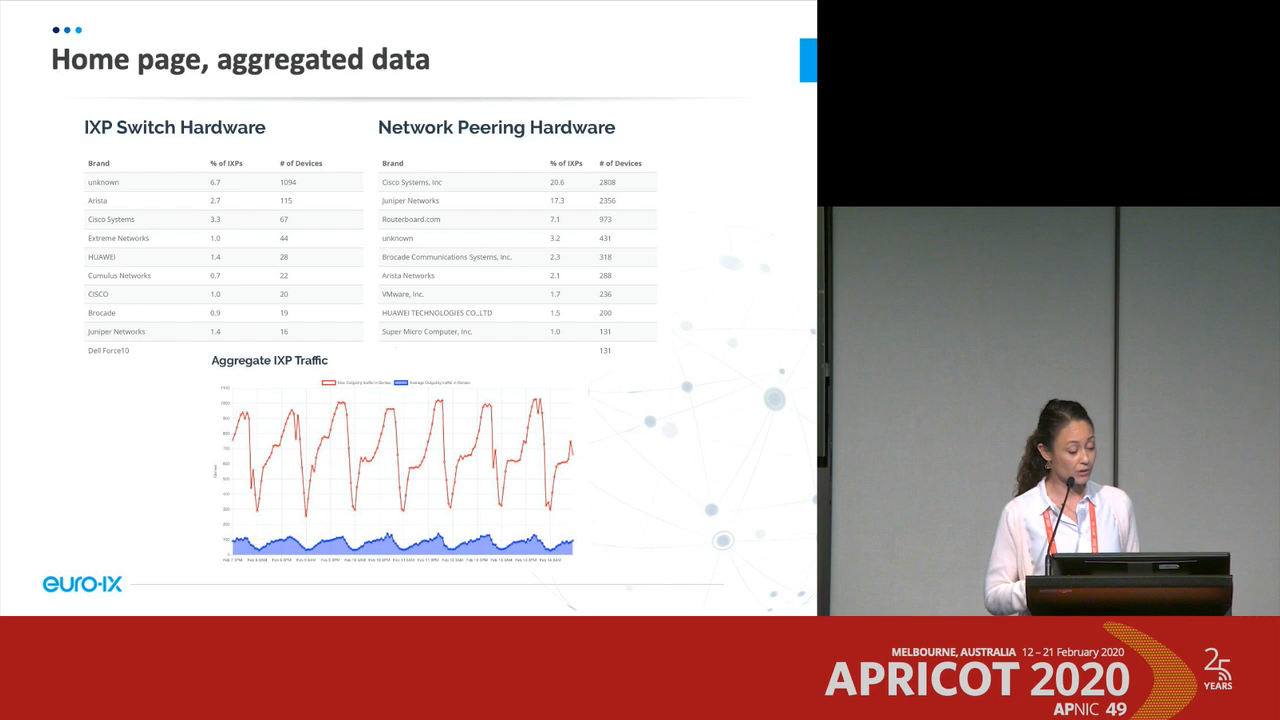 Home page, aggregated data
IXP Switch Hardware
Brand % of IXPs # of Devices
unknown 6.7 1094
Arista 2.7 115
Cisco Systems 3.3 67
Extreme Networks 1.0 44
HUAWEI 1.4 28
Cumulus Networks 0.7 22
CISCO 1.0 20
Brocade 0.9 19
Juniper Networks 1.4 16
Dell Force10
Network Peering Hardware
Brand % of IXPs # of Devices
Cisco Systems, Inc 20.6 2808
Juniper Networks 17.3 2356
Routerboard.com 7.1 973
unknown 3.2 431
Brocade Communications Systems, Inc. 2.3 318
Arista Networks 2.1 288
VMware, Inc. 1.7 236
HUAWEI TECHNOLOGIES CO.,LTD 1.5 200
Super Micro Computer, Inc. 1.0 131
131
Aggregate IXP Traffic
euro-ix
MELBOURNE, AUSTRALIA 12 – 21 February 2020
APRICOT 2020
APNIC 49
25
YEARS